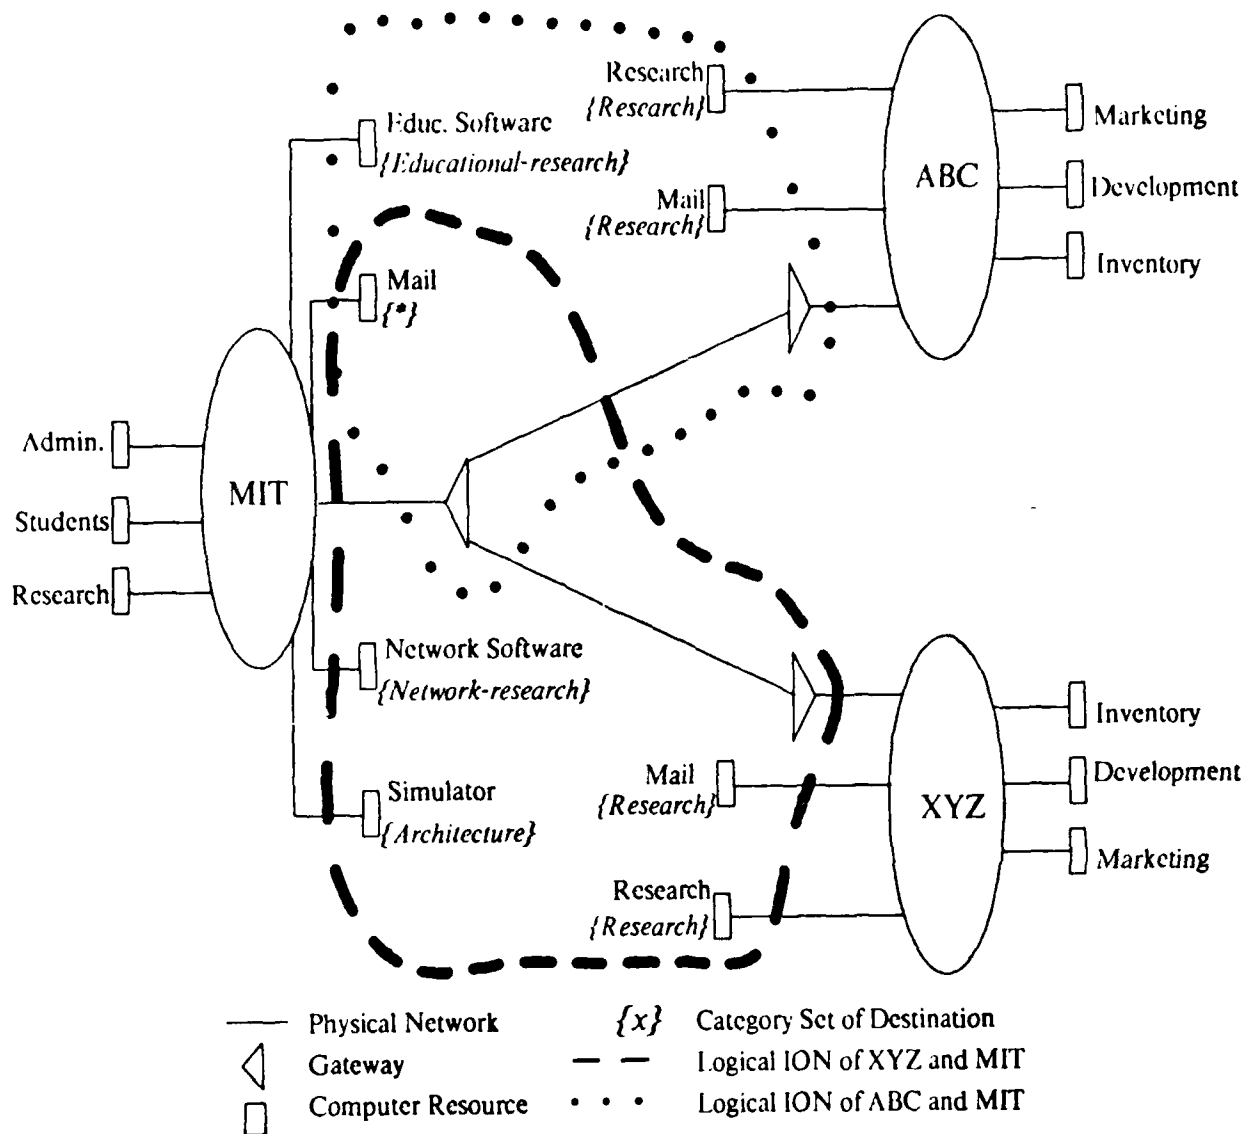 Research
{Research}
Educ. Software
{Educational-research}
Marketing
ABC
Mail
{Research}
Development
Mail
{*}
Inventory
Admin.
MIT
Students
Research
Network Software
{Network-research}
Inventory
Mail
{Research}
Development
Simulator
{Architecture}
XYZ
Marketing
Research
{Research}
Physical Network
{x} Category Set of Destination
Gateway
Logical ION of XYZ and MIT
Computer Resource
Logical ION of ABC and MIT